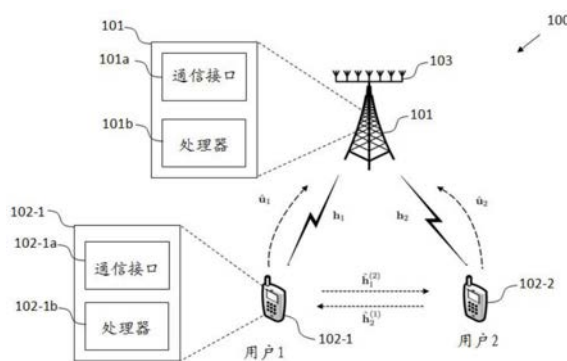 100
101
101a
通信接口
101b
处理器
103
101
û₁
h₁
h₂
û₂
102-1
102-1a
通信接口
102-1b
处理器
ĥ₁⁽²⁾
ĥ₂⁽¹⁾
102-1
102-2
用户1
用户2